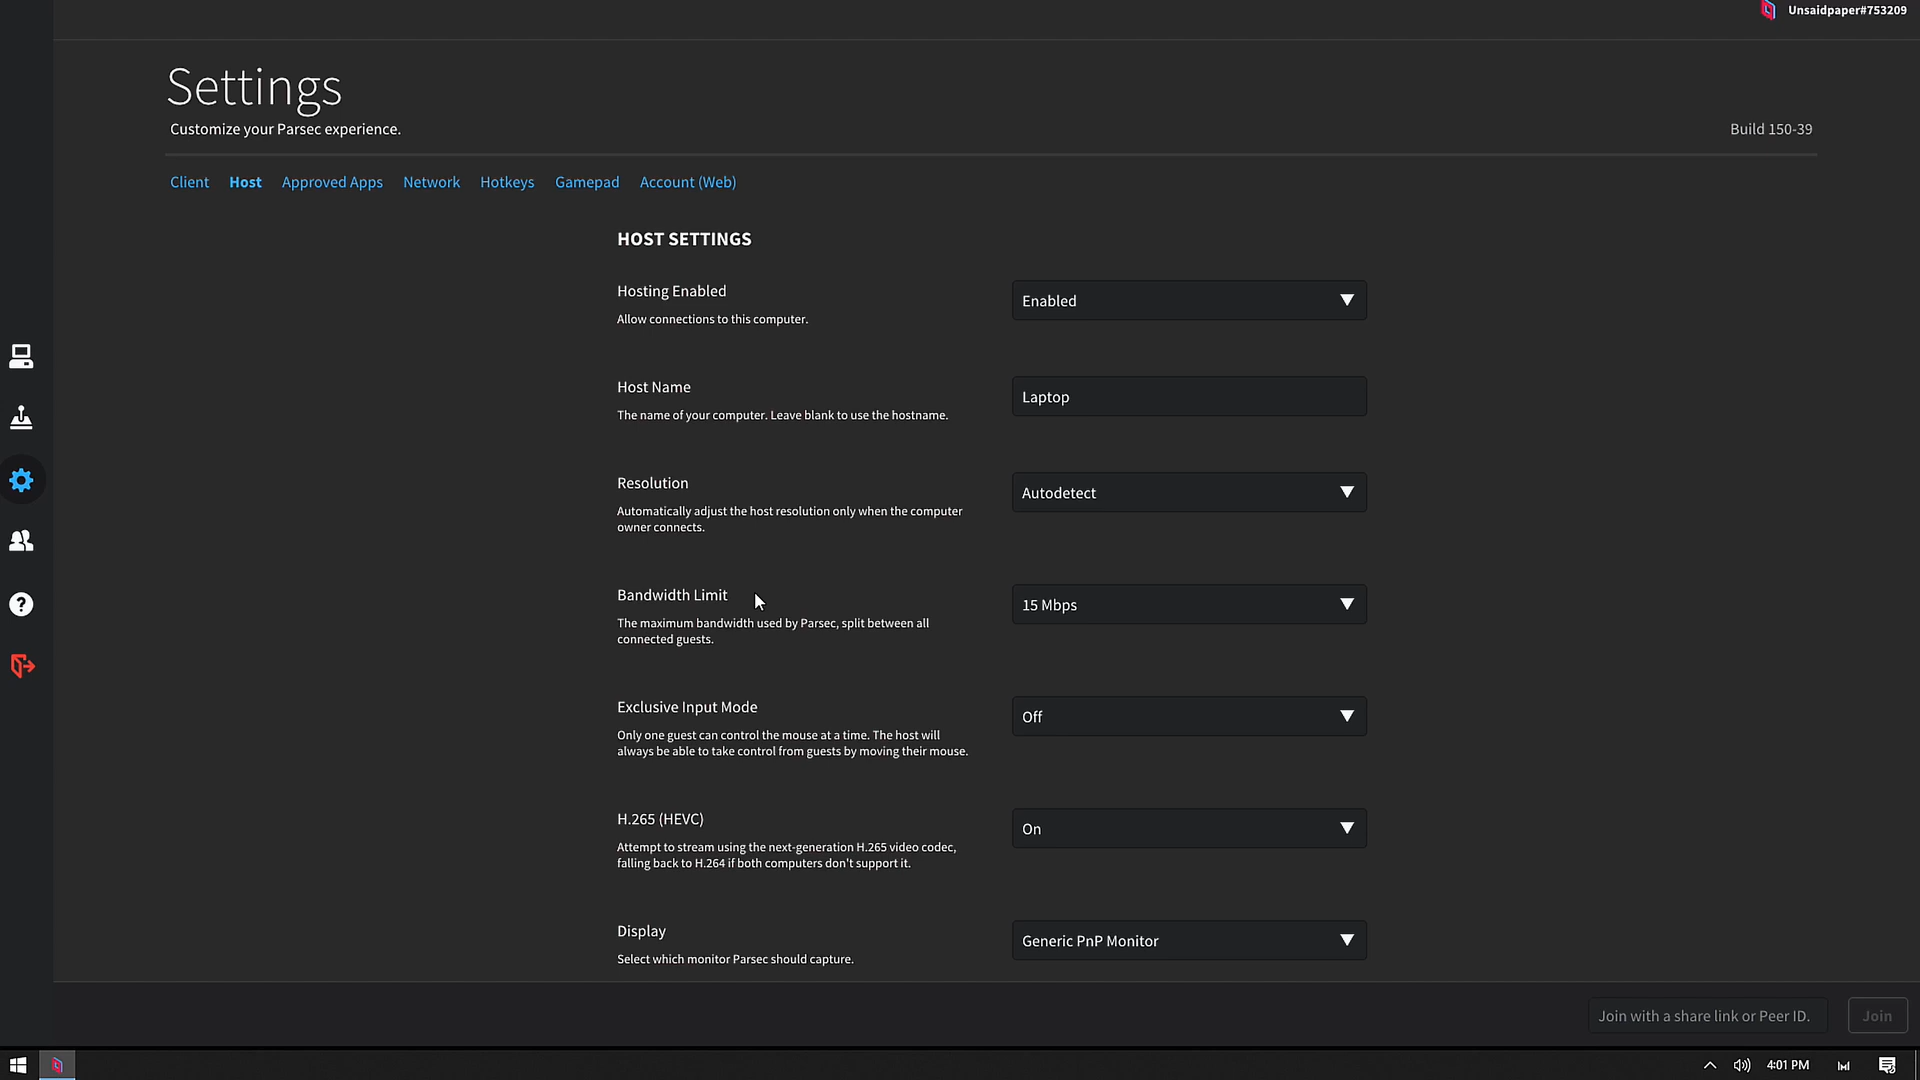 Unsaidpaper#753209
Settings
Customize your Parsec experience.
Build 150-39
Client Host Approved Apps Network Hotkeys Gamepad Account (Web)
HOST SETTINGS
Hosting Enabled
Allow connections to this computer.
Enabled
Host Name
The name of your computer. Leave blank to use the hostname.
Laptop
Resolution
Automatically adjust the host resolution only when the computer
owner connects.
Autodetect
Bandwidth Limit
The maximum bandwidth used by Parsec, split between all
connected guests.
15 Mbps
Exclusive Input Mode
Only one guest can control the mouse at a time. The host will
always be able to take control from guests by moving their mouse.
Off
H.265 (HEVC)
Attempt to stream using the next-generation H.265 video codec,
falling back to H.264 if both computers don't support it.
On
Display
Select which monitor Parsec should capture.
Generic PnP Monitor
Join with a share link or Peer ID.
Join
4:01 PM